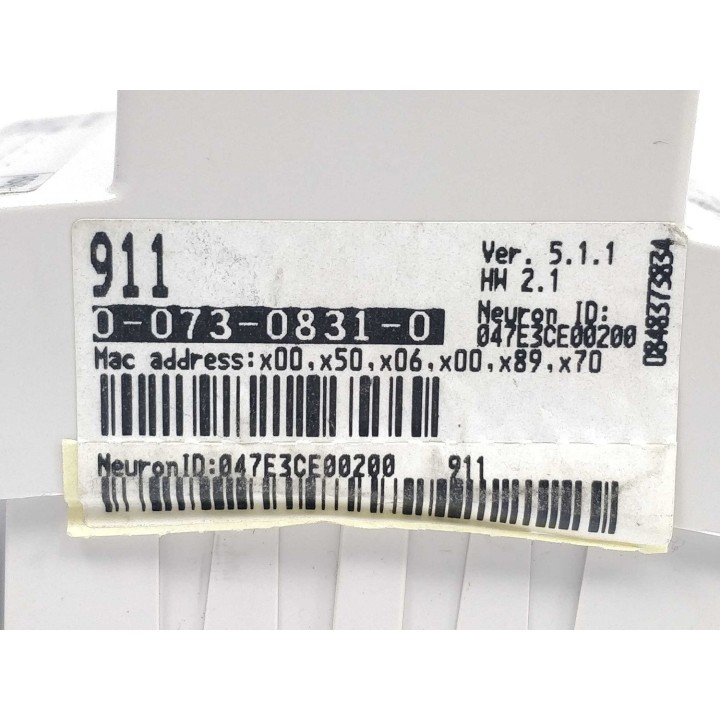 911
0-073-0831-0
Ver. 5.1.1
HW 2.1
Neuron ID:
047E3CE00200
Mac address:x00,x50,x06,x00,x89,x70
0848373834
NeuronID:047E3CE00200 911